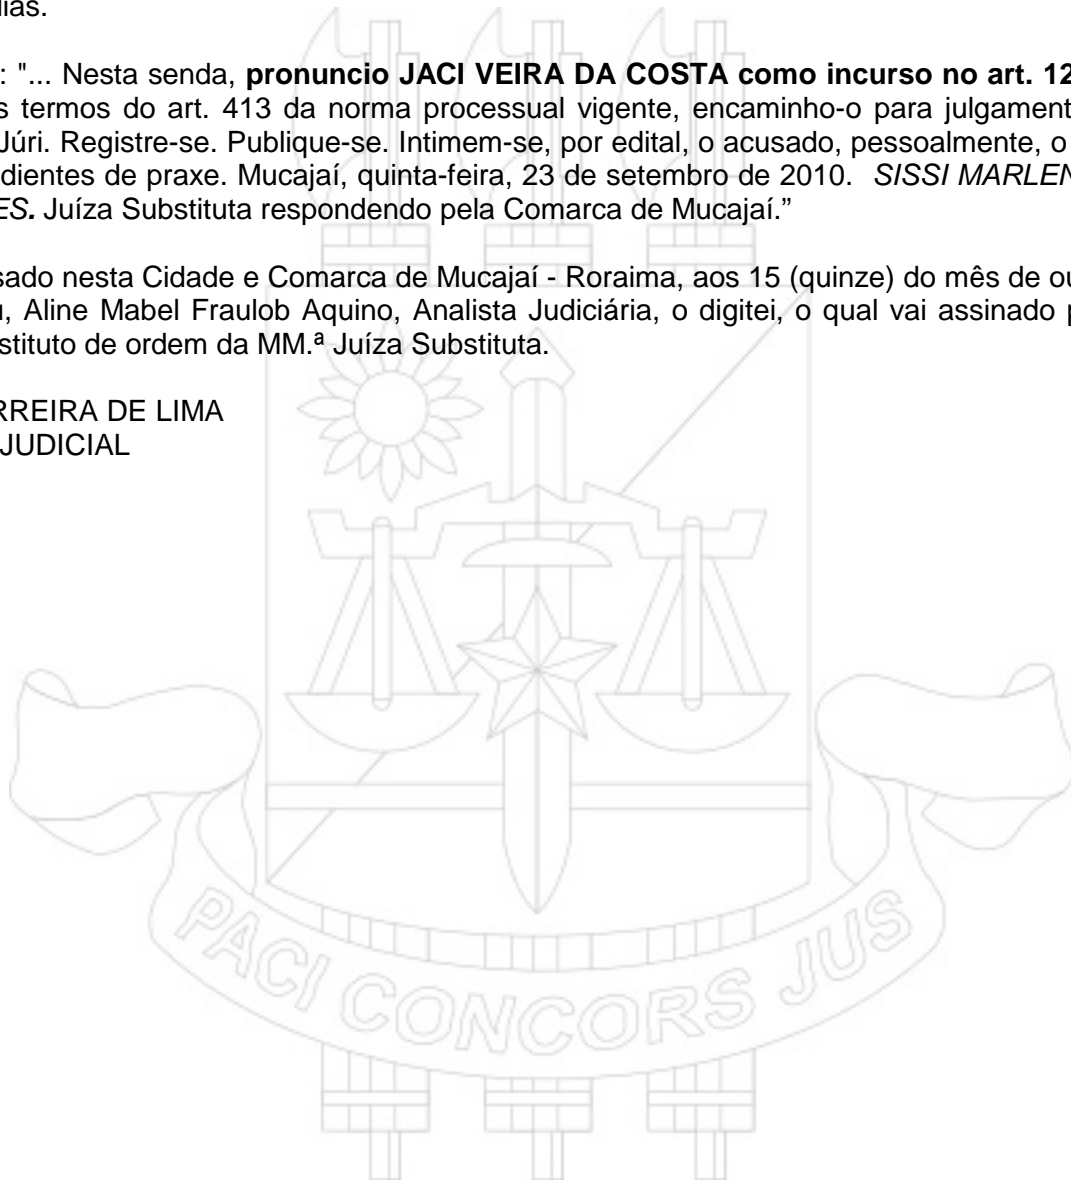 ias.
: "... Nesta senda, pronuncio JACI VEIRA DA COSTA como incurso no art. 12
s termos do art. 413 da norma processual vigente, encaminho-o para julgament
Júri. Registre-se. Publique-se. Intimem-se, por edital, o acusado, pessoalmente, o
dientes de praxe. Mucajaí, quinta-feira, 23 de setembro de 2010. SISSI MARLEN
ES. Juíza Substituta respondendo pela Comarca de Mucajaí.”
sado nesta Cidade e Comarca de Mucajaí - Roraima, aos 15 (quinze) do mês de ou
, Aline Mabel Fraulob Aquino, Analista Judiciária, o digitei, o qual vai assinado p
stituto de ordem da MM.ª Juíza Substituta.
RREIRA DE LIMA
JUDICIAL
PACI CONCORS JUS